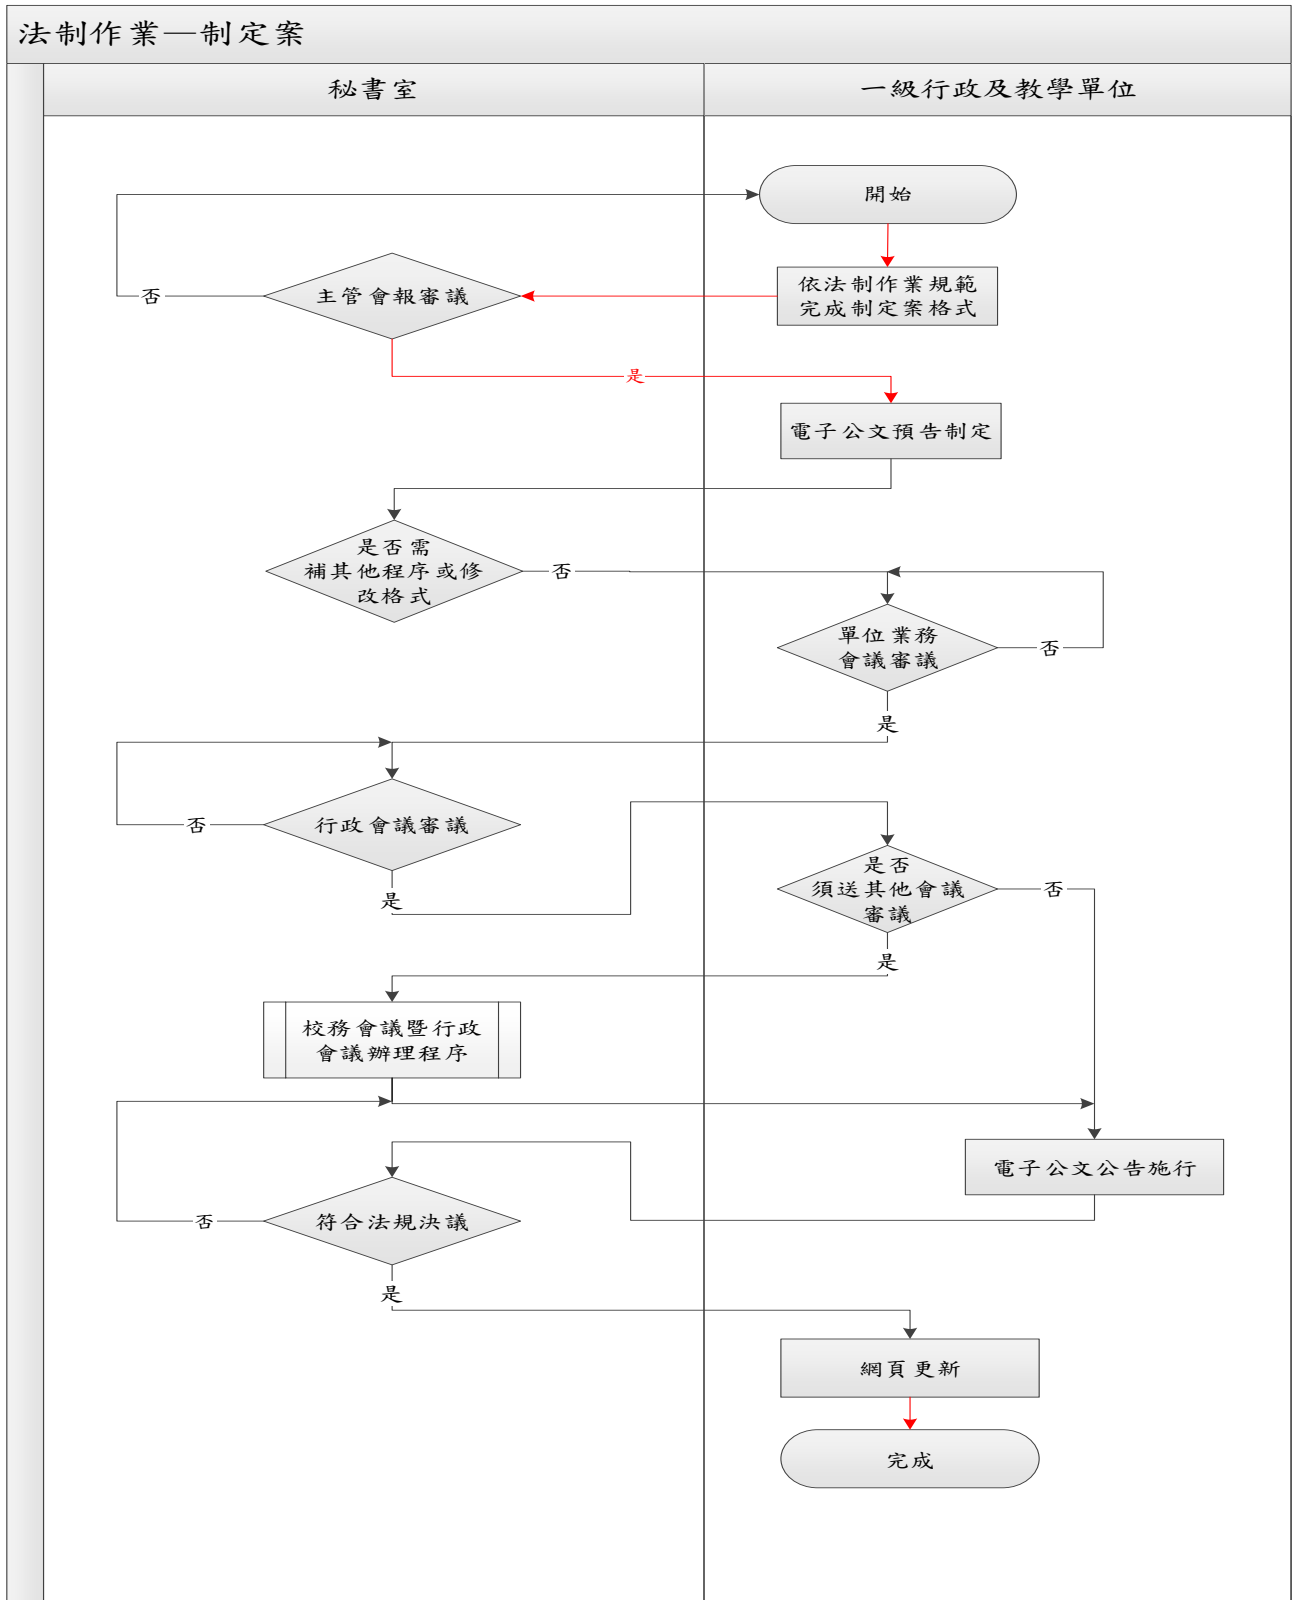 法制作業—制定案
秘書室
一級行政及教學單位
開始
依法制作業規範
完成制定案格式
主管會報審議
否
是
電子公文預告制定
是否需
補其他程序或修
改格式
否
單位業務
會議審議
否
是
行政會議審議
否
是
是否
須送其他會議
審議
否
是
校務會議暨行政
會議辦理程序
電子公文公告施行
符合法規決議
否
是
網頁更新
完成